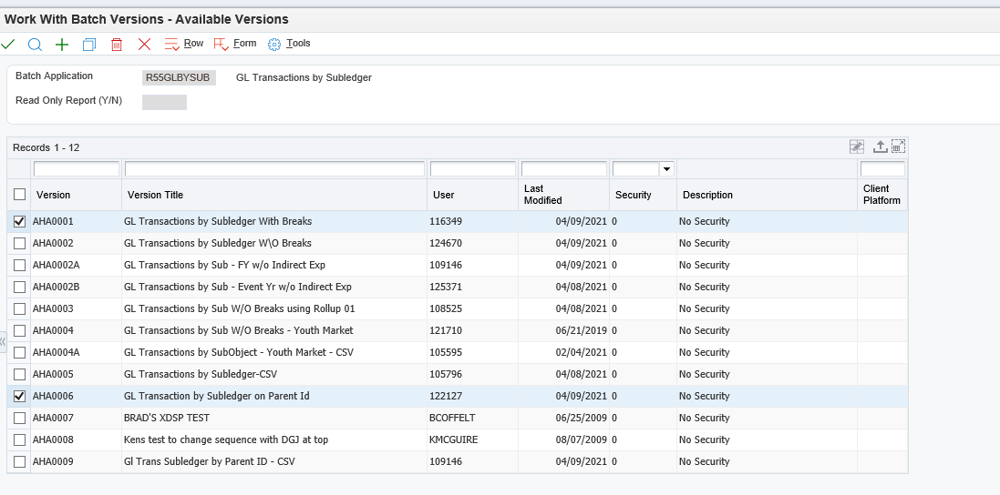 Work With Batch Versions - Available Versions
Row Form Tools
Batch Application R55GLBYSUB GL Transactions by Subledger
Read Only Report (Y/N)
Records 1 - 12
Version Version Title User Last Modified Security Description Client Platform
AHA0001 GL Transactions by Subledger With Breaks 116349 04/09/2021 0 No Security
AHA0002 GL Transactions by Subledger W\O Breaks 124670 04/09/2021 0 No Security
AHA0002A GL Transactions by Sub - FY w/o Indirect Exp 109146 04/09/2021 0 No Security
AHA0002B GL Transactions by Sub - Event Yr w/o Indirect Exp 125371 04/08/2021 0 No Security
AHA0003 GL Transactions by Sub W/O Breaks using Rollup 01 108525 04/08/2021 0 No Security
AHA0004 GL Transactions by Sub W/O Breaks - Youth Market 121710 06/21/2019 0 No Security
AHA0004A GL Transactions by SubObject - Youth Market - CSV 105595 02/04/2021 0 No Security
AHA0005 GL Transactions by Subledger-CSV 105796 04/08/2021 0 No Security
AHA0006 GL Transaction by Subledger on Parent Id 122127 04/09/2021 0 No Security
AHA0007 BRAD'S XDSP TEST BCOFFELT 06/25/2009 0 No Security
AHA0008 Kens test to change sequence with DGJ at top KMCGUIRE 08/07/2009 0 No Security
AHA0009 Gl Trans Subledger by Parent ID - CSV 109146 04/09/2021 0 No Security